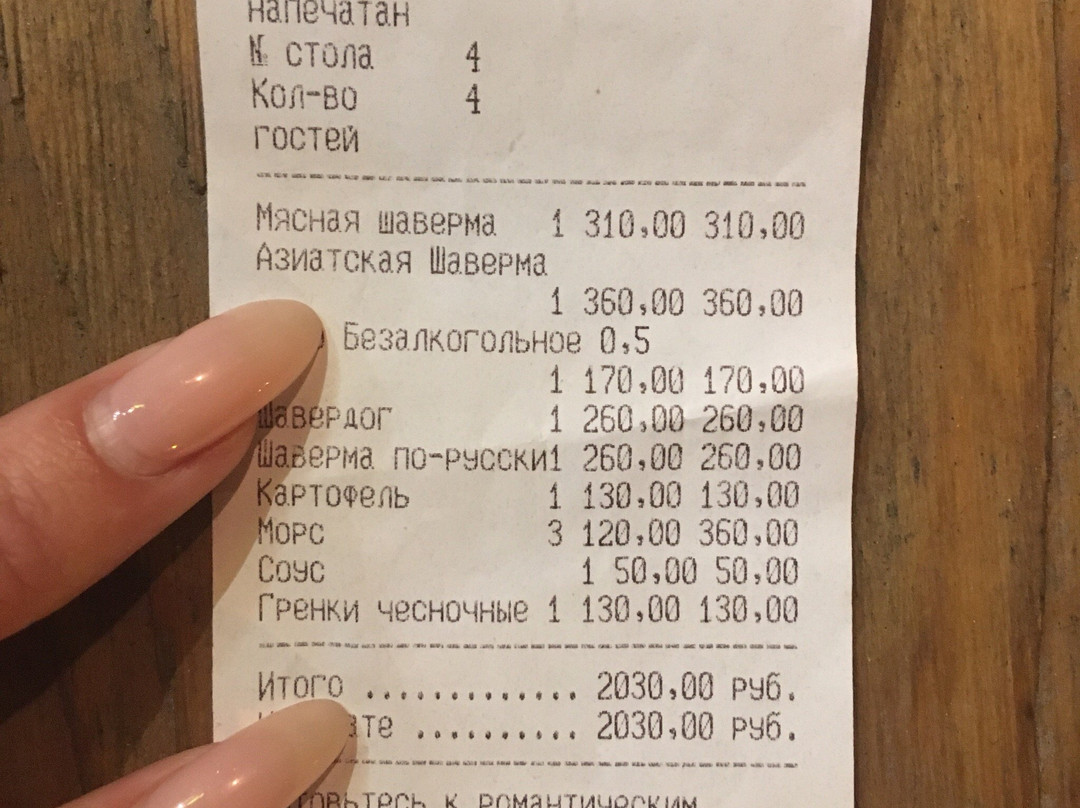 напечатан
№ стола 4
Кол-во 4
гостей
Мясная шаверма 1 310,00 310,00
Азиатская Шаверма
1 360,00 360,00
Безалкогольное 0,5
1 170,00 170,00
Шавердог 1 260,00 260,00
Шаверма по-русски1 260,00 260,00
Картофель 1 130,00 130,00
Морс 3 120,00 360,00
Соус 1 50,00 50,00
Гренки чесночные 1 130,00 130,00
Итого ............. 2030,00 руб.
.......... 2030,00 руб.
к романтическим